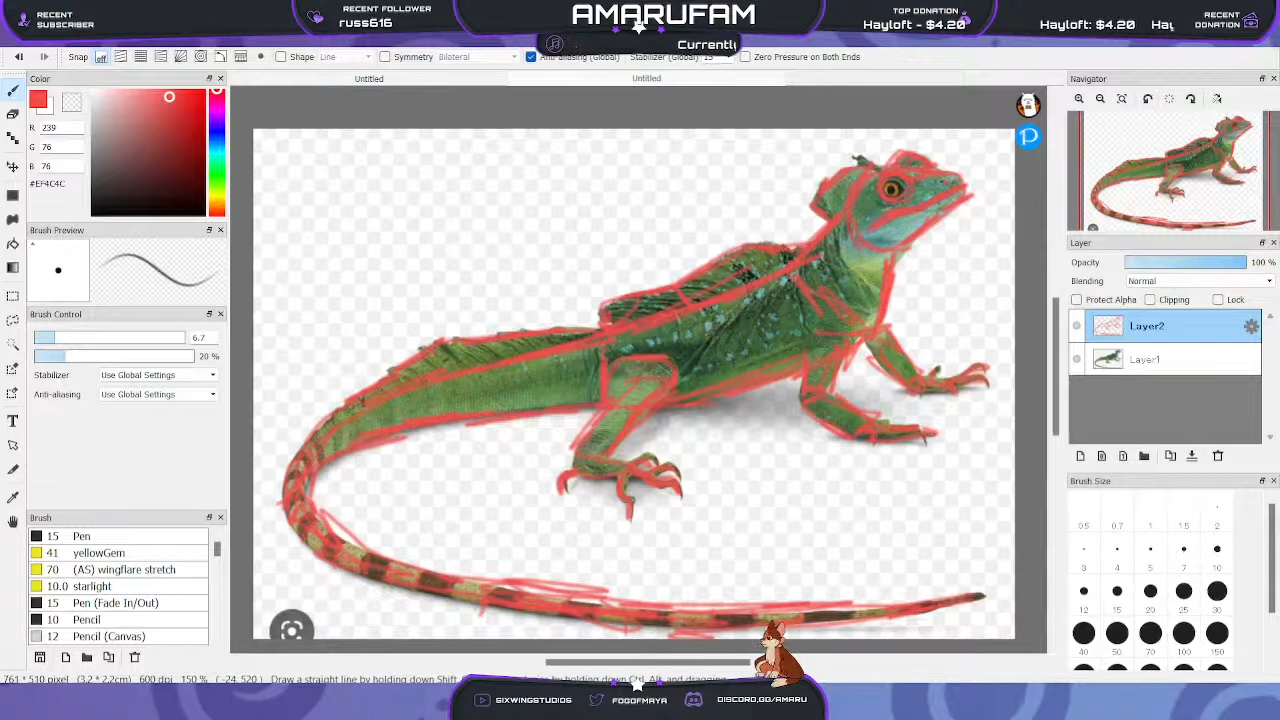 RECENT
SUBSCRIBER
RECENT FOLLOWER
russ616
AMARUFAM
TOP DONATION
Hayloft - $4.20
Hayloft: $4.20 Hay
RECENT
DONATION
Currently
Snap off Shape Line Symmetry Bilateral Anti-aliasing (Global) Stabilizer (Global) 15 Zero Pressure on Both Ends
Untitled
Untitled
Color
R 239
G 76
B 76
#EF4C4C
Brush Preview
Brush Control
6.7
20 %
Stabilizer Use Global Settings
Anti-aliasing Use Global Settings
Brush
15 Pen
41 yellowGem
70 (AS) wingflare stretch
10.0 starlight
15 Pen (Fade In/Out)
10 Pencil
12 Pencil (Canvas)
Navigator
Layer
Opacity 100 %
Blending Normal
Protect Alpha Clipping Lock
Layer2
Layer1
Brush Size
0.5 0.7 1 1.5 2
3 4 5 7 10
12 15 20 25 30
40 50 70 100 150
600 dpi, 150 % ( -24, 520 ) Draw a straight line by holding down Shift
SIXWINGSTUDIOS
FOGOFMAYA
DISCORD.GG/AMARU